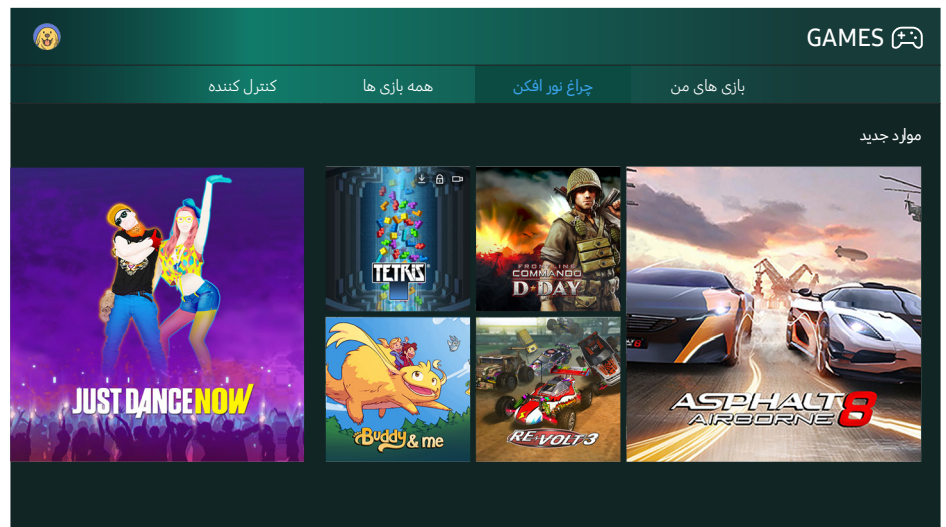 GAMES
بازی های من
چراغ نور افکن
همه بازی ها
کنترل کننده
موارد جدید
ASPHALT 8
AIRBORNE
FRONTLINE
COMMANDO
D-DAY
TETRIS
JUST DANCE NOW
RE-VOLT 3
Buddy & me